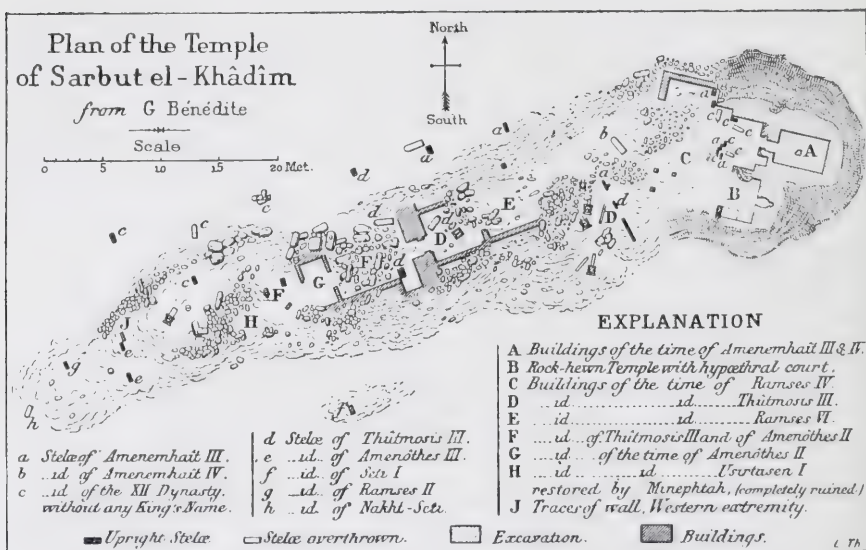 Plan of the Temple
of Sarbut el-Khâdîm
from G Bénédite
Scale
0 5 10 15 20 Met.
North
South
a
b
c
c
A
a
C
B
a
d
D
E
D
d
d
a
a
c
c
c
c
F
F
G
d
d
J
H
e
e
g
h
f
EXPLANATION
A Buildings of the time of Amenemhaït III & IV.
B Rock-hewn Temple with hypæthral court.
C Buildings of the time of Ramses IV.
D ... id ... id ... Thûtmosis III.
E ... id ... id ... Ramses VI
F ... id ... of Thûtmosis III and of Amenôthes II
G ... id ... of the time of Amenôthes II
H ... id ... id ... Usirtasen I
restored by Minephtah, (completely ruined)
J Traces of wall, Western extremity.
a Stelæ of Amenemhaït III.
b ..id of Amenemhaït IV.
c ..id of the XII Dynasty.
without any King's Name.
d Stelæ of Thûtmosis III.
e ..id. of Amenôthes III.
f ..id. of Seti I
g ..id. of Ramses II
h ..id. of Nakht-Seti.
Upright Stelæ.
Stelæ overthrown.
Excavation.
Buildings.
L Th.